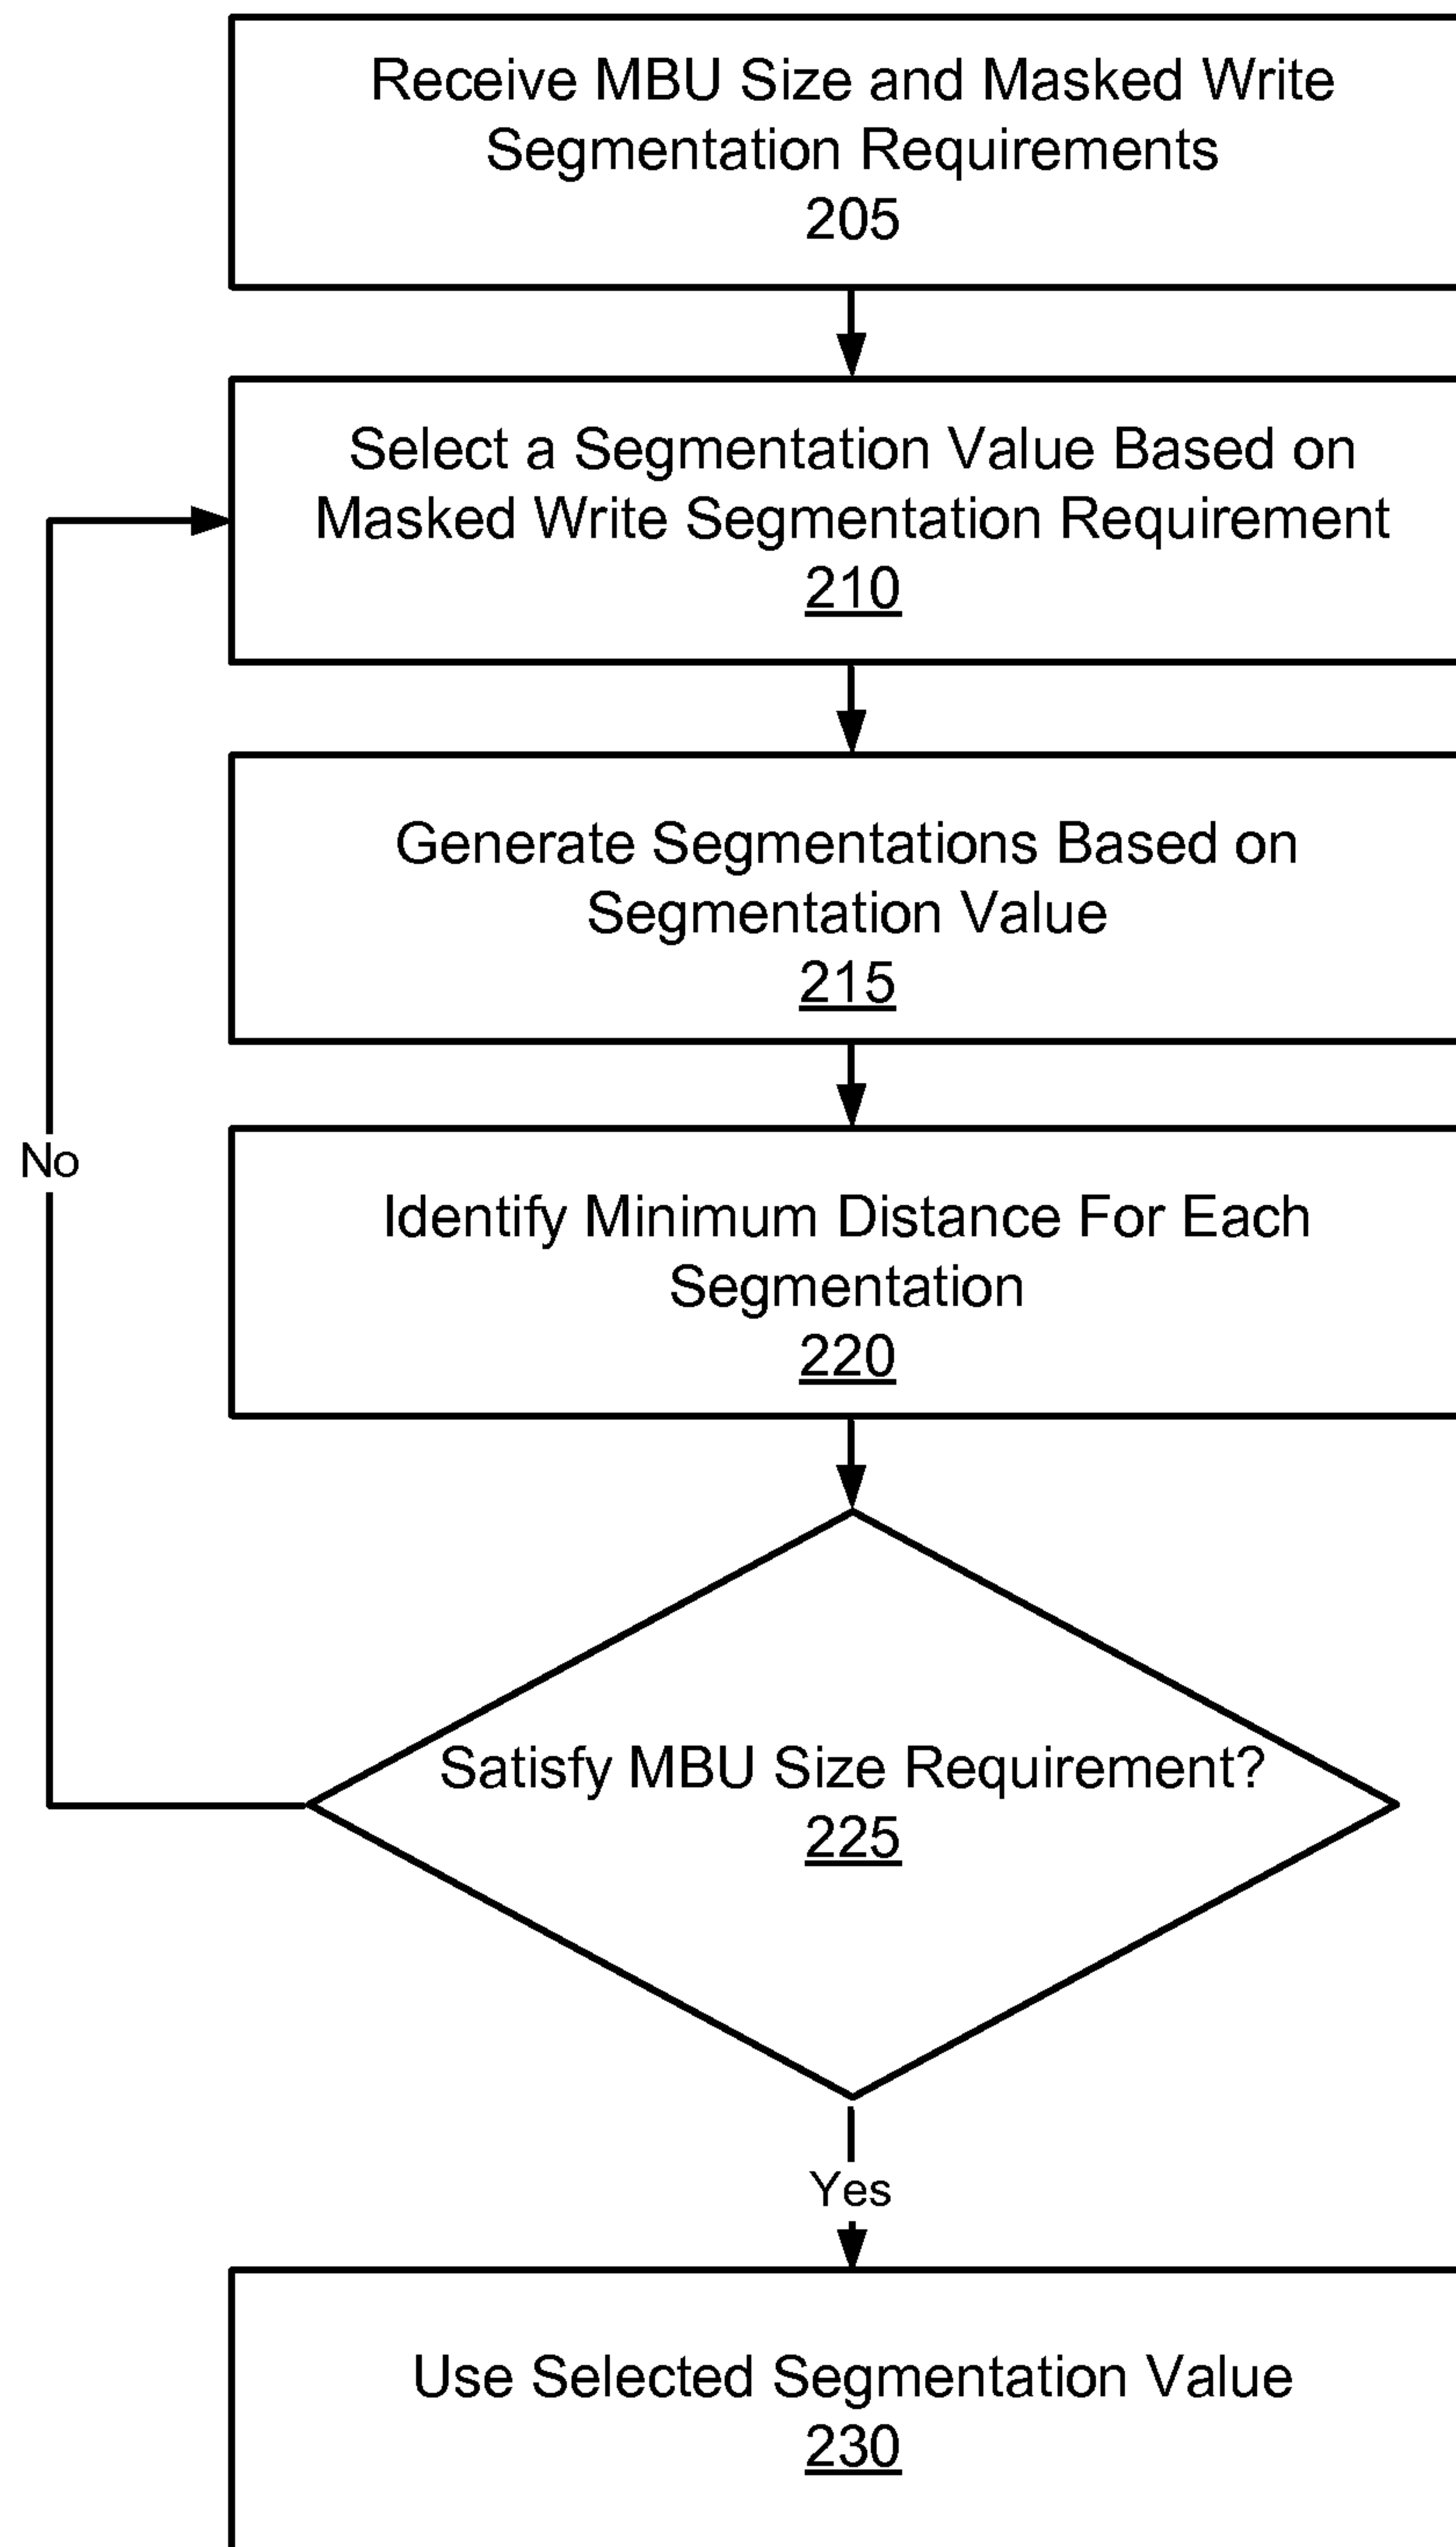 Receive MBU Size and Masked Write
Segmentation Requirements
205
Select a Segmentation Value Based on
Masked Write Segmentation Requirement
210
Generate Segmentations Based on
Segmentation Value
215
No
Identify Minimum Distance For Each
Segmentation
220
Satisfy MBU Size Requirement?
225
Yes
Use Selected Segmentation Value
230